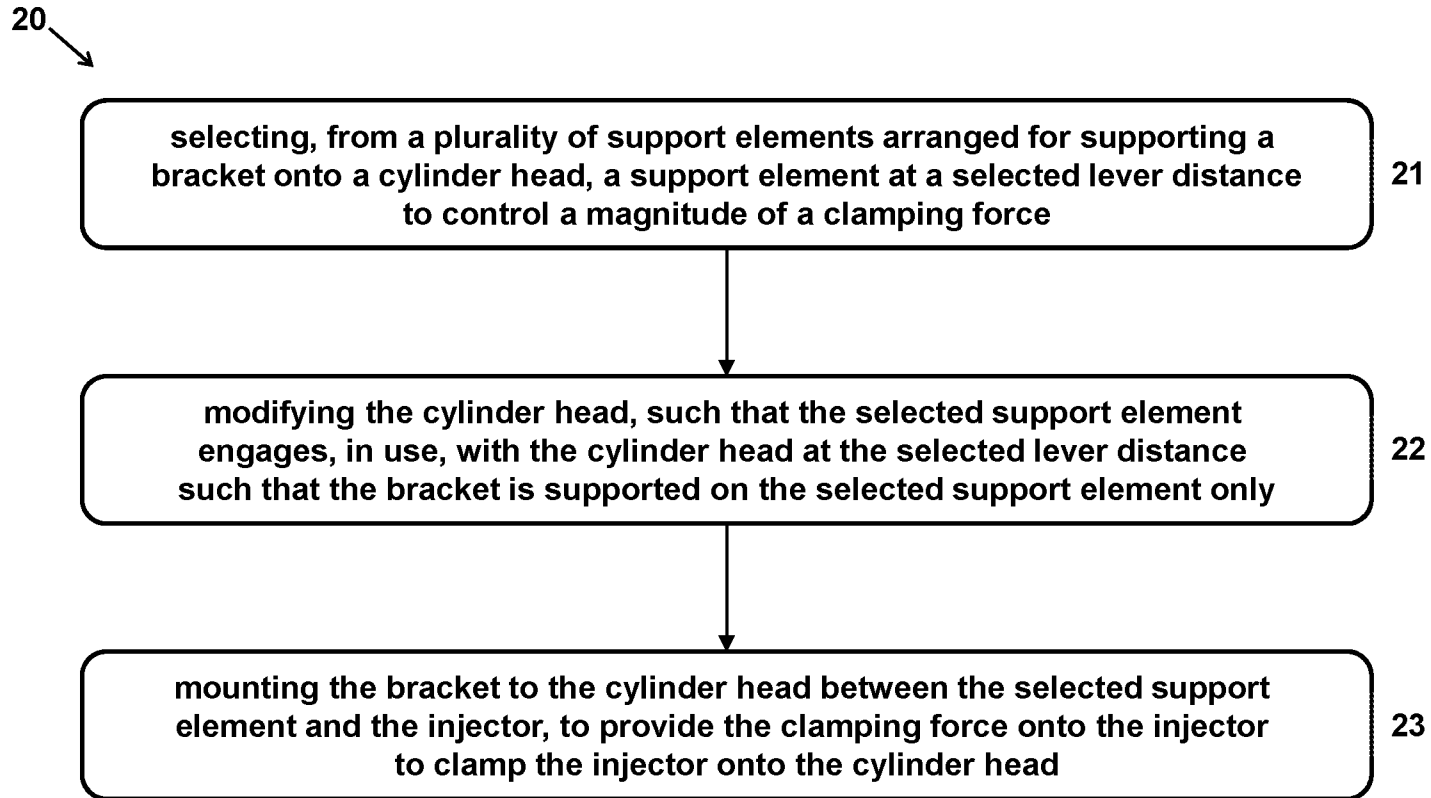 20
selecting, from a plurality of support elements arranged for supporting a
bracket onto a cylinder head, a support element at a selected lever distance
to control a magnitude of a clamping force
21
modifying the cylinder head, such that the selected support element
engages, in use, with the cylinder head at the selected lever distance
such that the bracket is supported on the selected support element only
22
mounting the bracket to the cylinder head between the selected support
element and the injector, to provide the clamping force onto the injector
to clamp the injector onto the cylinder head
23